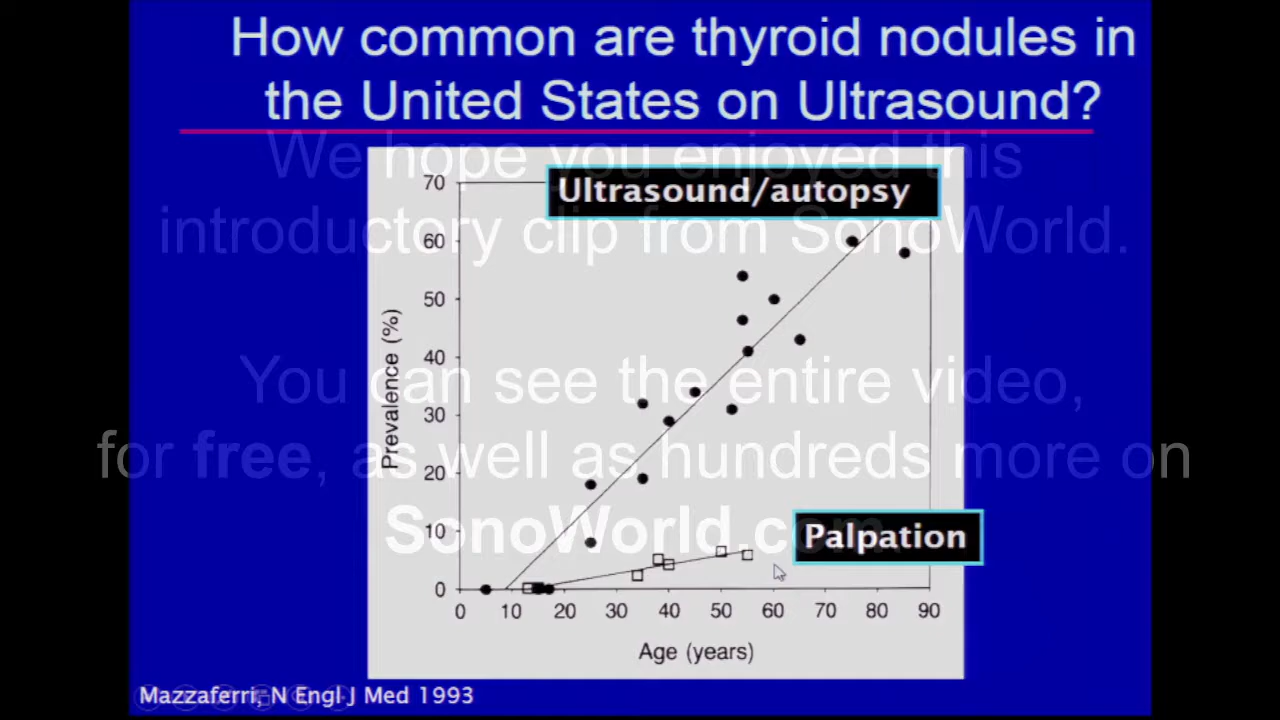 How common are thyroid nodules in
the United States on Ultrasound?
We hope you enjoyed this
introductory clip from SonoWorld.
You can see the entire video,
for free, as well as hundreds more on
SonoWorld.com
Ultrasound/autopsy
Palpation
Prevalence (%)
70
60
50
40
30
20
10
0
0 10 20 30 40 50 60 70 80 90
Age (years)
Mazzaferri, N Engl J Med 1993